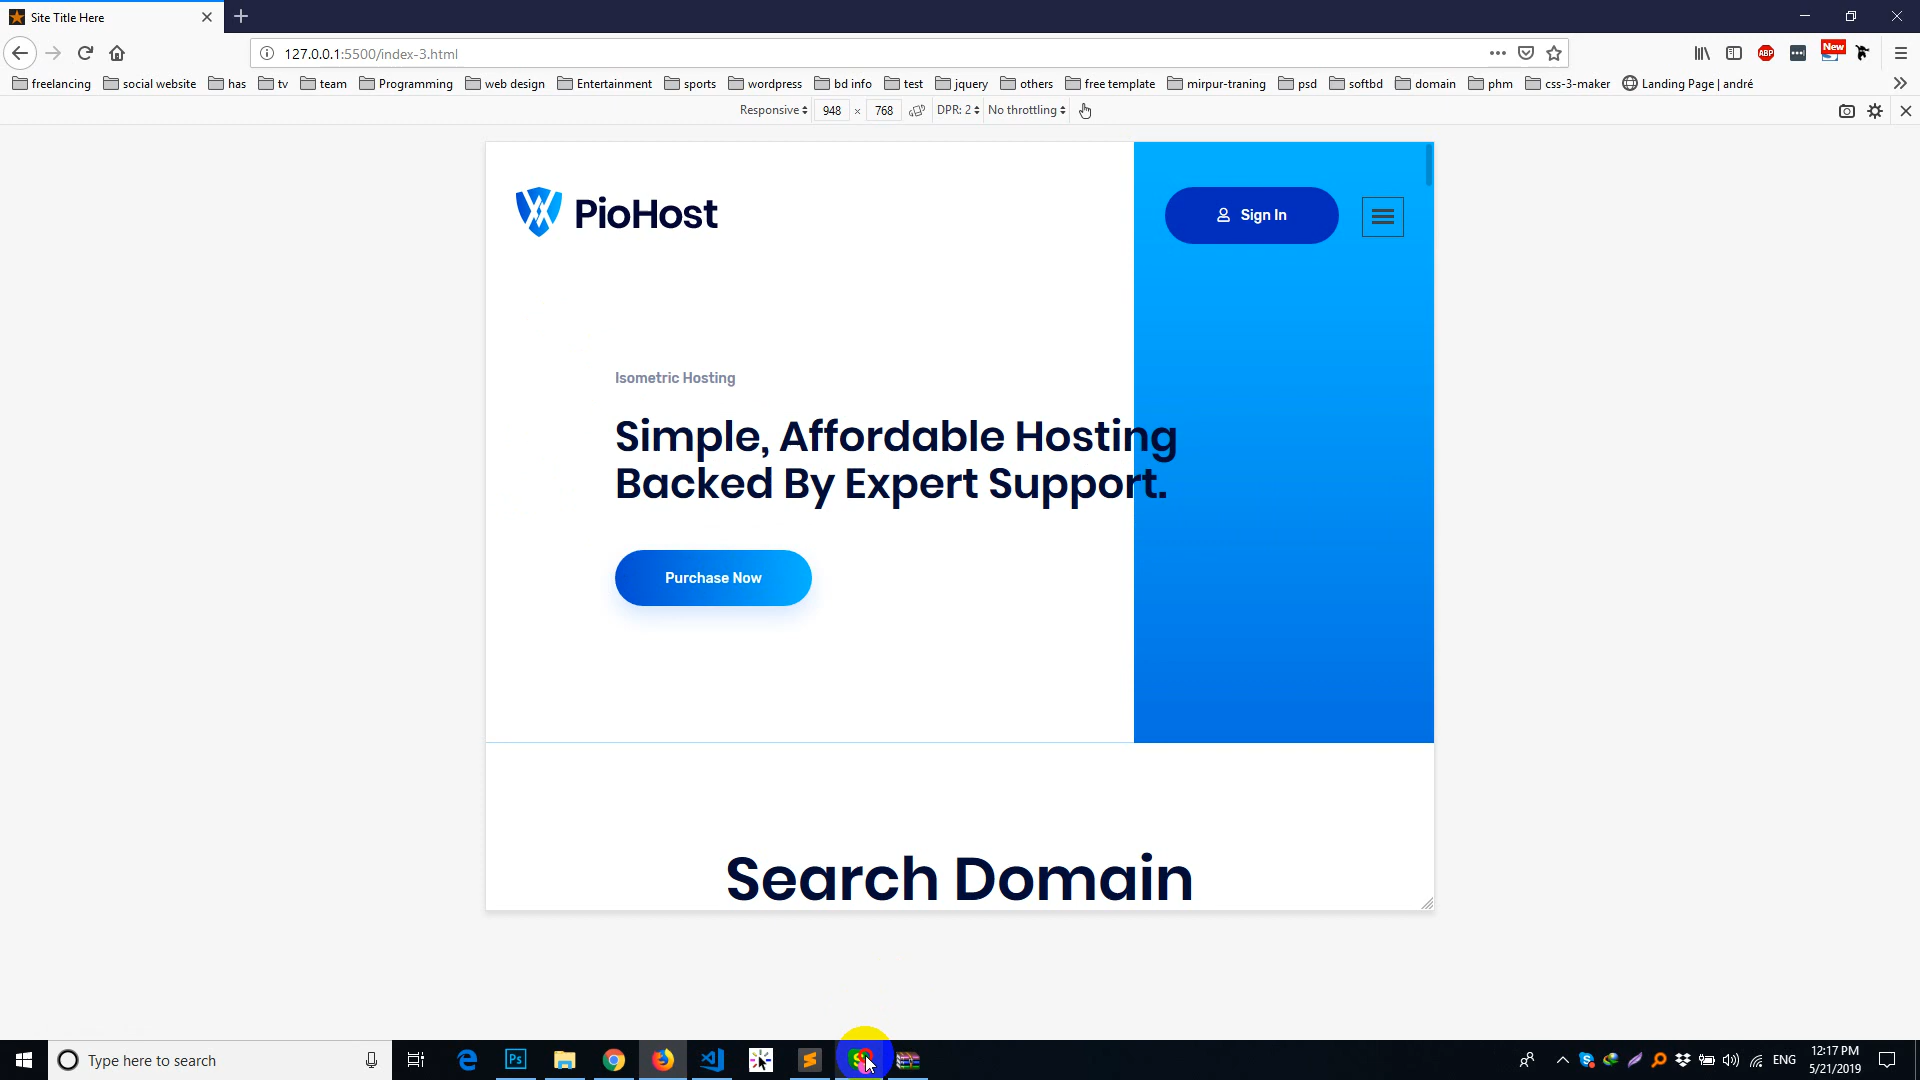 Site Title Here
127.0.0.1:5500/index-3.html
ABP
New
freelancing social website has tv team Programming web design Entertainment sports wordpress bd info test jquery others free template mirpur-traning psd softbd domain phm css-3-maker Landing Page | andré
Responsive 948 × 768 DPR: 2 No throttling
PioHost
Sign In
Isometric Hosting
Simple, Affordable Hosting
Backed By Expert Support.
Purchase Now
Search Domain
Type here to search
Ps
ENG
12:17 PM
5/21/2019